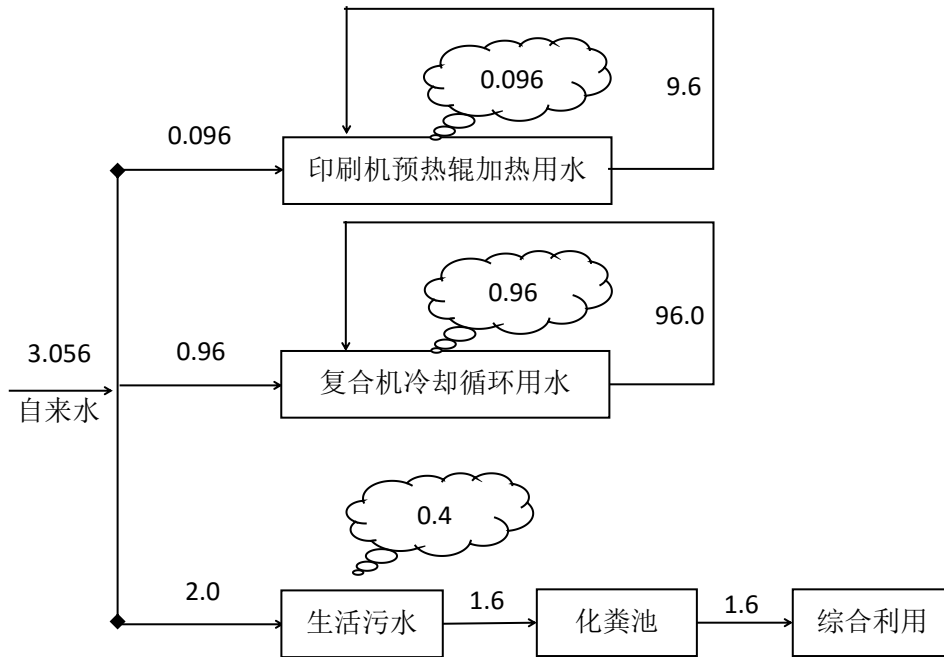 0.096
9.6
0.096
印刷机预热辊加热用水
0.96
96.0
3.056
0.96
复合机冷却循环用水
自来水
0.4
2.0
生活污水
1.6
化粪池
1.6
综合利用